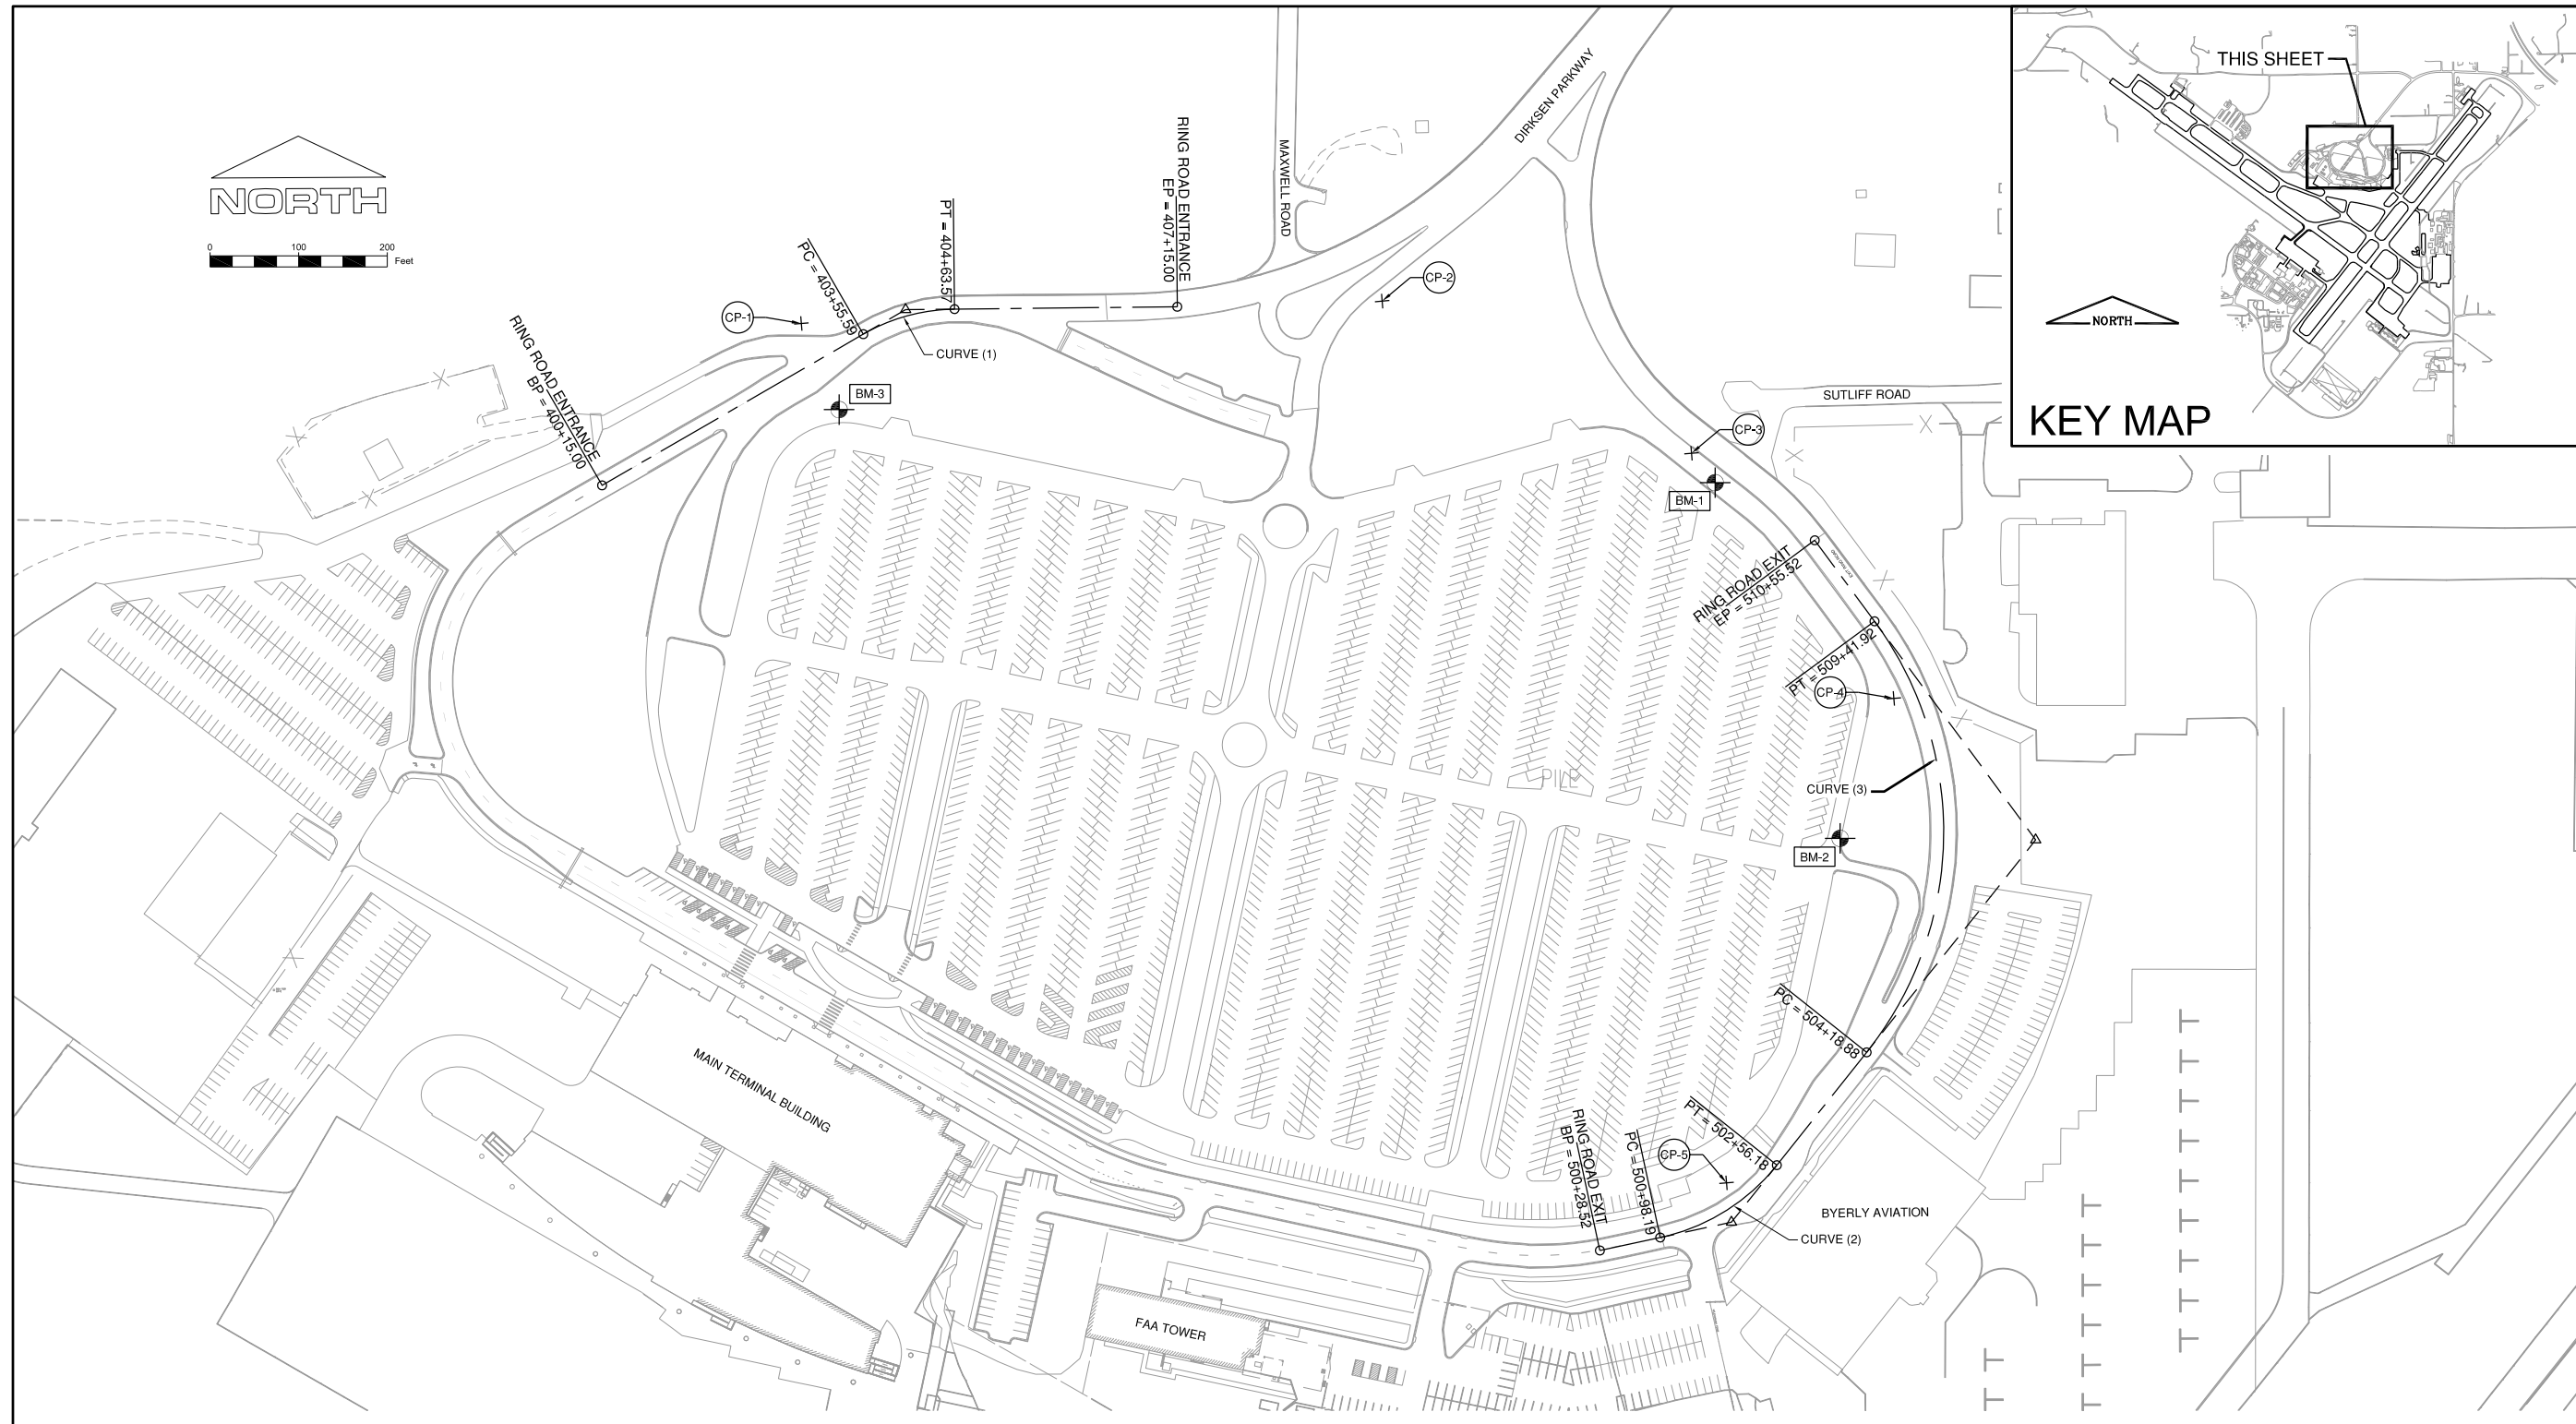 THIS SHEET
NORTH
KEY MAP
NORTH
0 100 200
Feet
DIRKSEN PARKWAY
MAXWELL ROAD
RING ROAD ENTRANCE
EP = 407+15.00
PT = 404+63.57
PC = 403+55.59
CP-1
CP-2
CURVE (1)
RING ROAD ENTRANCE
BP = 400+15.00
BM-3
SUTLIFF ROAD
CP-3
BM-1
RING ROAD EXIT
EP = 510+55.52
PT = 509+41.92
CP-4
CURVE (3)
BM-2
PC = 504+18.88
PT = 502+56.18
CP-5
PC = 500+98.19
RING ROAD EXIT
BP = 500+28.52
CURVE (2)
BYERLY AVIATION
MAIN TERMINAL BUILDING
FAA TOWER